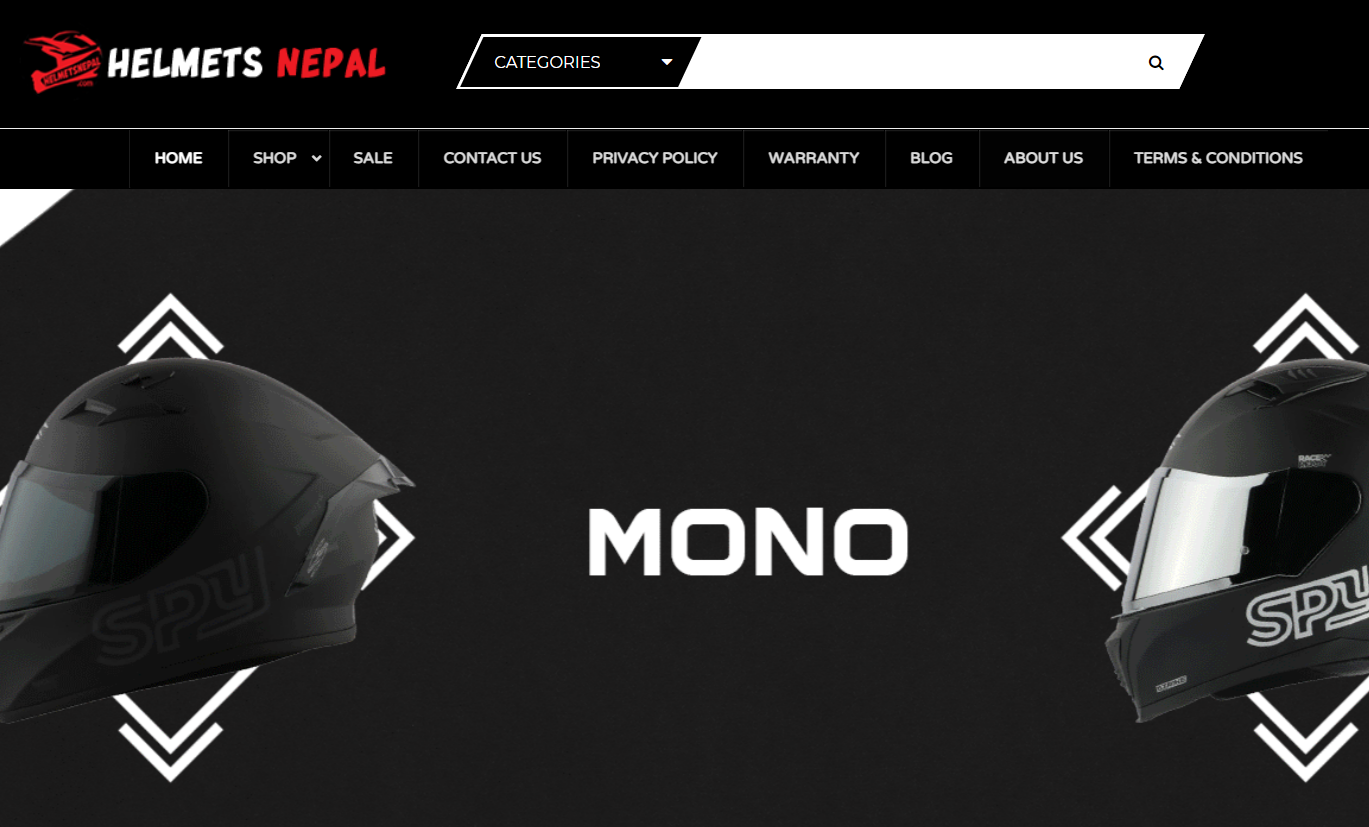 HELMETSNEPAL
.com
HELMETS NEPAL
CATEGORIES
HOME SHOP SALE CONTACT US PRIVACY POLICY WARRANTY BLOG ABOUT US TERMS & CONDITIONS
MONO
RACE
SPY
SPY